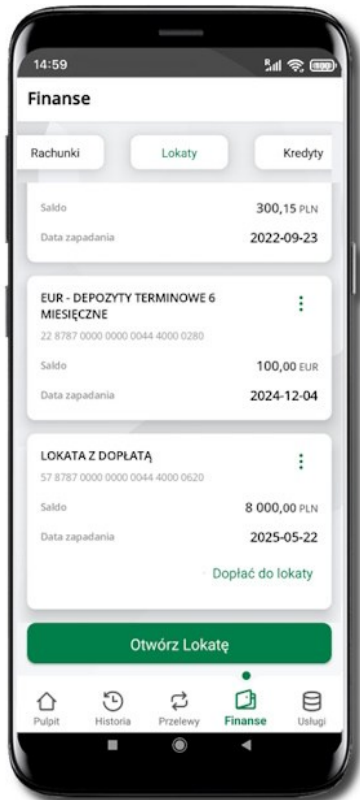 14:59
Finanse
Rachunki
Lokaty
Kredyty
Saldo 300,15 PLN
Data zapadania 2022-09-23
EUR - DEPOZYTY TERMINOWE 6
MIESIĘCZNE
22 8787 0000 0000 0044 4000 0280
Saldo 100,00 EUR
Data zapadania 2024-12-04
LOKATA Z DOPŁATĄ
57 8787 0000 0000 0044 4000 0620
Saldo 8 000,00 PLN
Data zapadania 2025-05-22
Dopłać do lokaty
Otwórz Lokatę
Pulpit
Historia
Przelewy
Finanse
Usługi